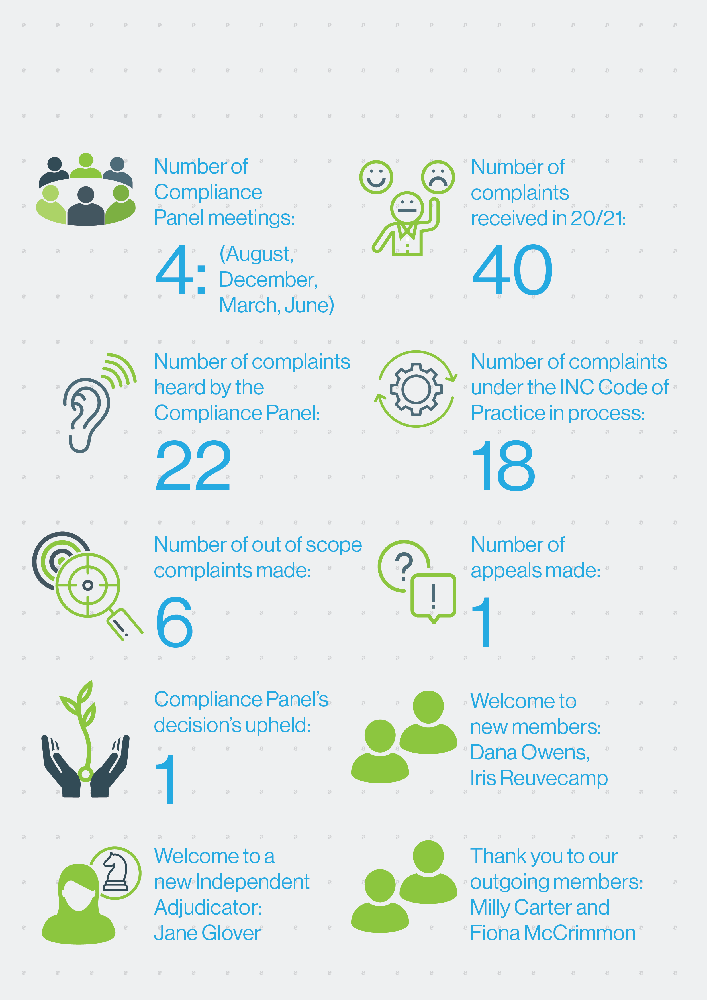 Number of
Compliance
Panel meetings:
4:
(August,
December,
March, June)
Number of
complaints
received in 20/21:
40
Number of complaints
heard by the
Compliance Panel:
22
Number of complaints
under the INC Code of
Practice in process:
18
Number of out of scope
complaints made:
6
Number of
appeals made:
1
Compliance Panel’s
decision’s upheld:
1
Welcome to
new members:
Dana Owens,
Iris Reuvecamp
Welcome to a
new Independent
Adjudicator:
Jane Glover
Thank you to our
outgoing members:
Milly Carter and
Fiona McCrimmon